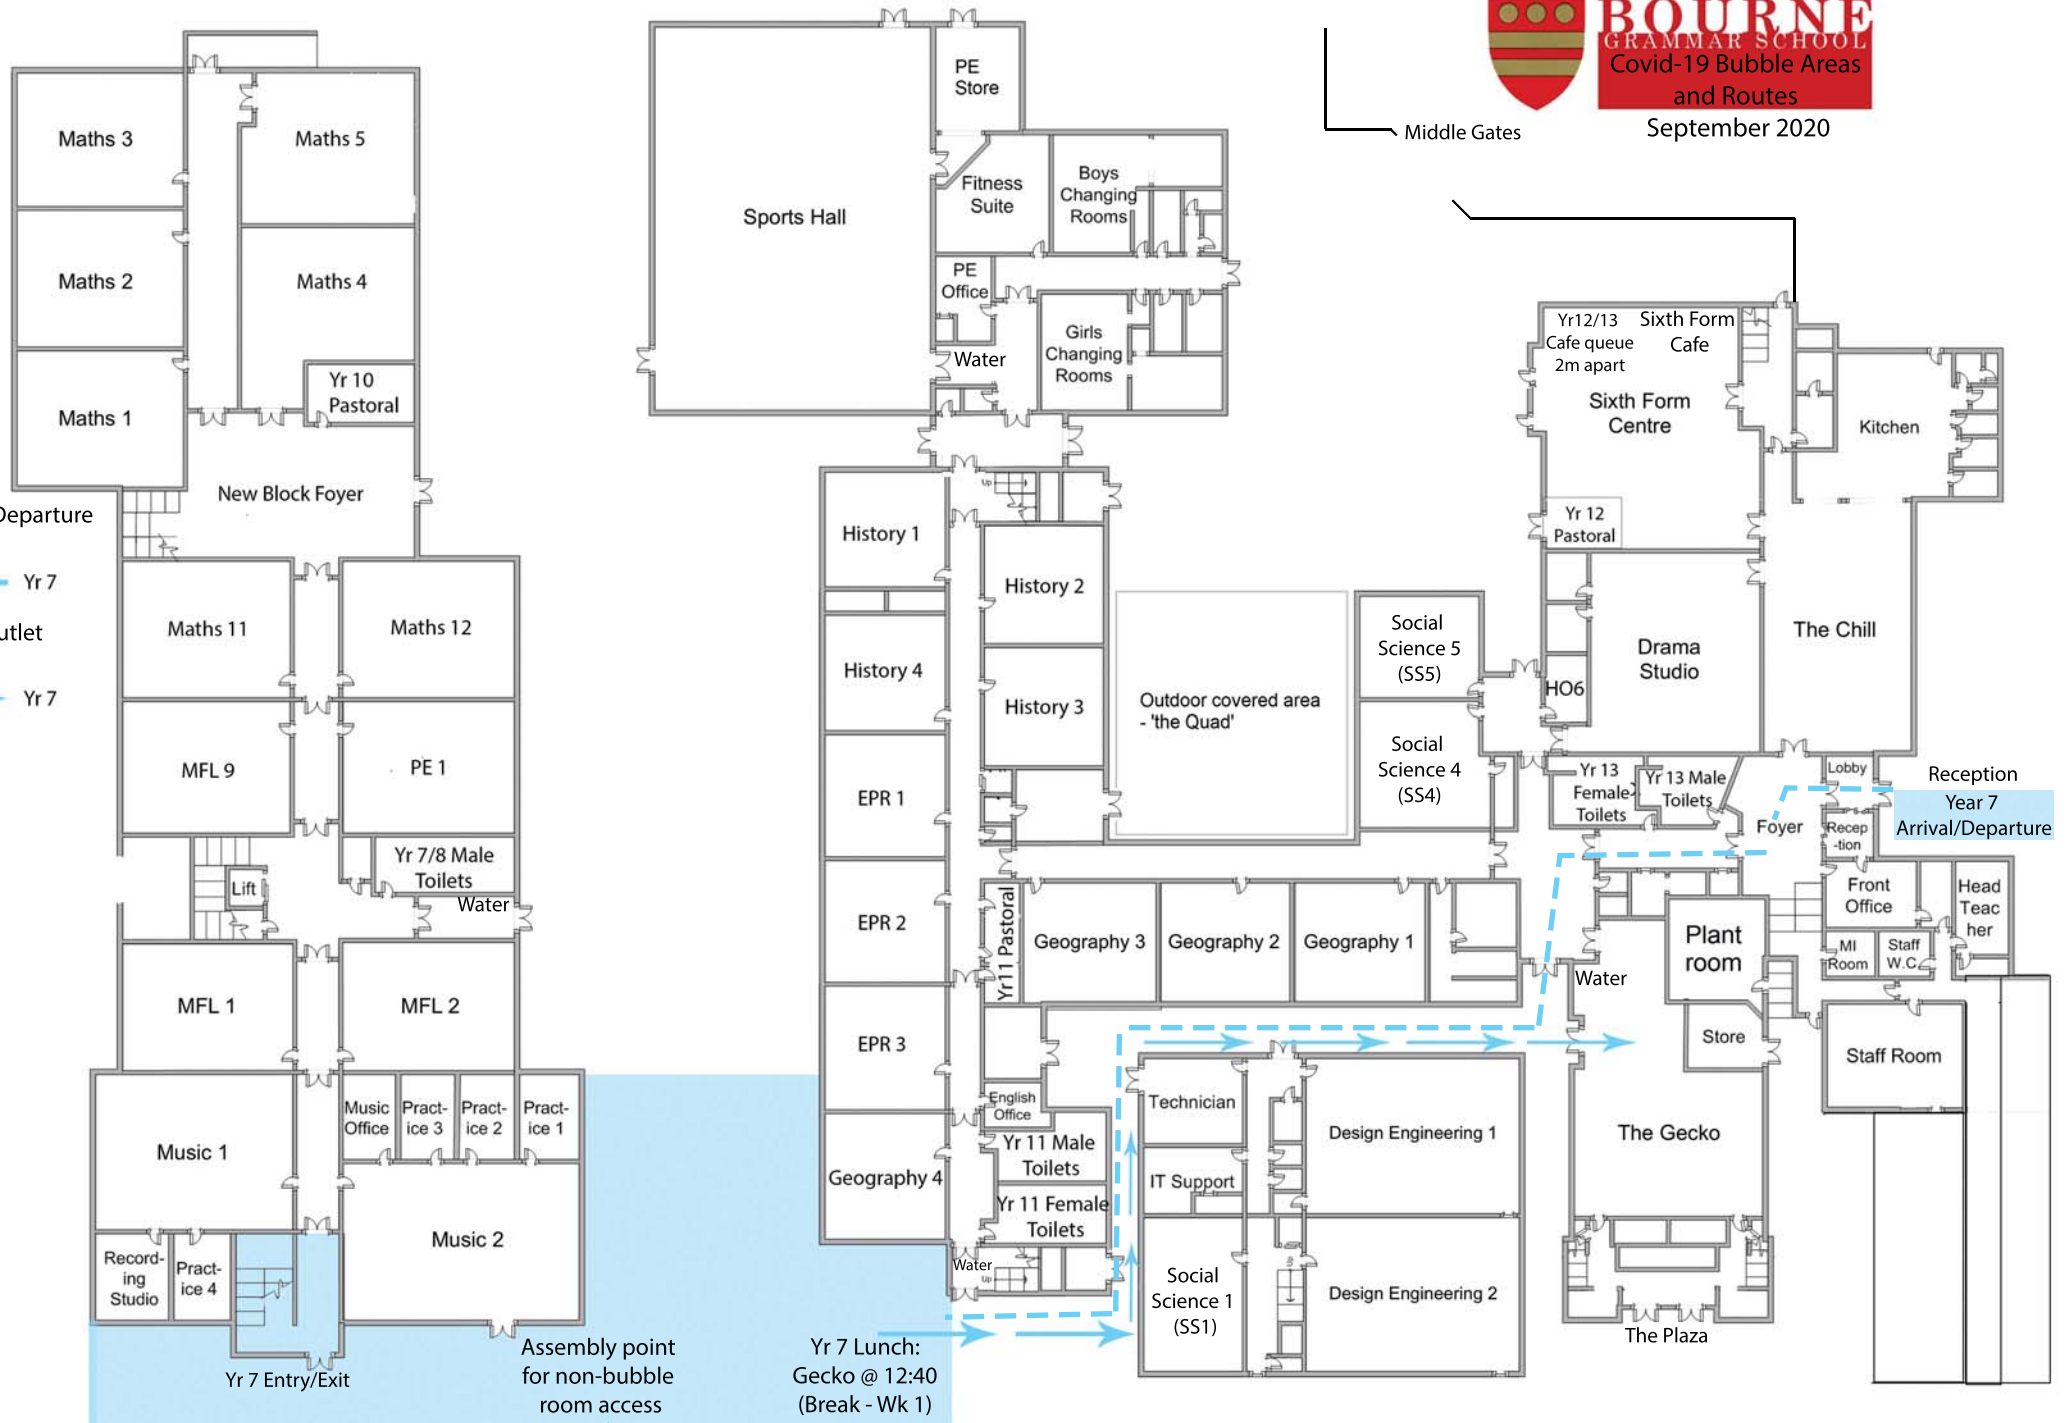 BOURNE
GRAMMAR SCHOOL
Covid-19 Bubble Areas
and Routes
September 2020
Middle Gates
Maths 3
Maths 5
Maths 2
Maths 4
Maths 1
Yr 10
Pastoral
New Block Foyer
Departure
Yr 7
utlet
Yr 7
Maths 11
Maths 12
MFL 9
PE 1
Yr 7/8 Male
Toilets
Lift
Water
MFL 1
MFL 2
Music 1
Music
Office
Pract-
ice 3
Pract-
ice 2
Pract-
ice 1
Music 2
Record-
ing
Studio
Pract-
ice 4
Yr 7 Entry/Exit
Assembly point
for non-bubble
room access
Yr 7 Lunch:
Gecko @ 12:40
(Break - Wk 1)
Sports Hall
PE
Store
Fitness
Suite
Boys
Changing
Rooms
PE
Office
Girls
Changing
Rooms
Water
Up
History 1
History 2
History 4
History 3
EPR 1
EPR 2
EPR 3
Geography 4
Outdoor covered area
- 'the Quad'
Yr11 Pastoral
Geography 3
Geography 2
Geography 1
English
Office
Yr 11 Male
Toilets
Yr 11 Female
Toilets
Water
Up
Social
Science 5
(SS5)
Social
Science 4
(SS4)
Technician
IT Support
Social
Science 1
(SS1)
Design Engineering 1
Design Engineering 2
Yr12/13
Cafe queue
2m apart
Sixth Form
Cafe
Sixth Form
Centre
Kitchen
Yr 12
Pastoral
Drama
Studio
HO6
The Chill
Yr 13
Female
Toilets
Yr 13 Male
Toilets
Lobby
Reception
Year 7
Arrival/Departure
Foyer
Recep
-tion
Front
Office
Head
Teac
her
MI
Room
Staff
W.C.
Plant
room
Water
Store
Staff Room
The Gecko
The Plaza